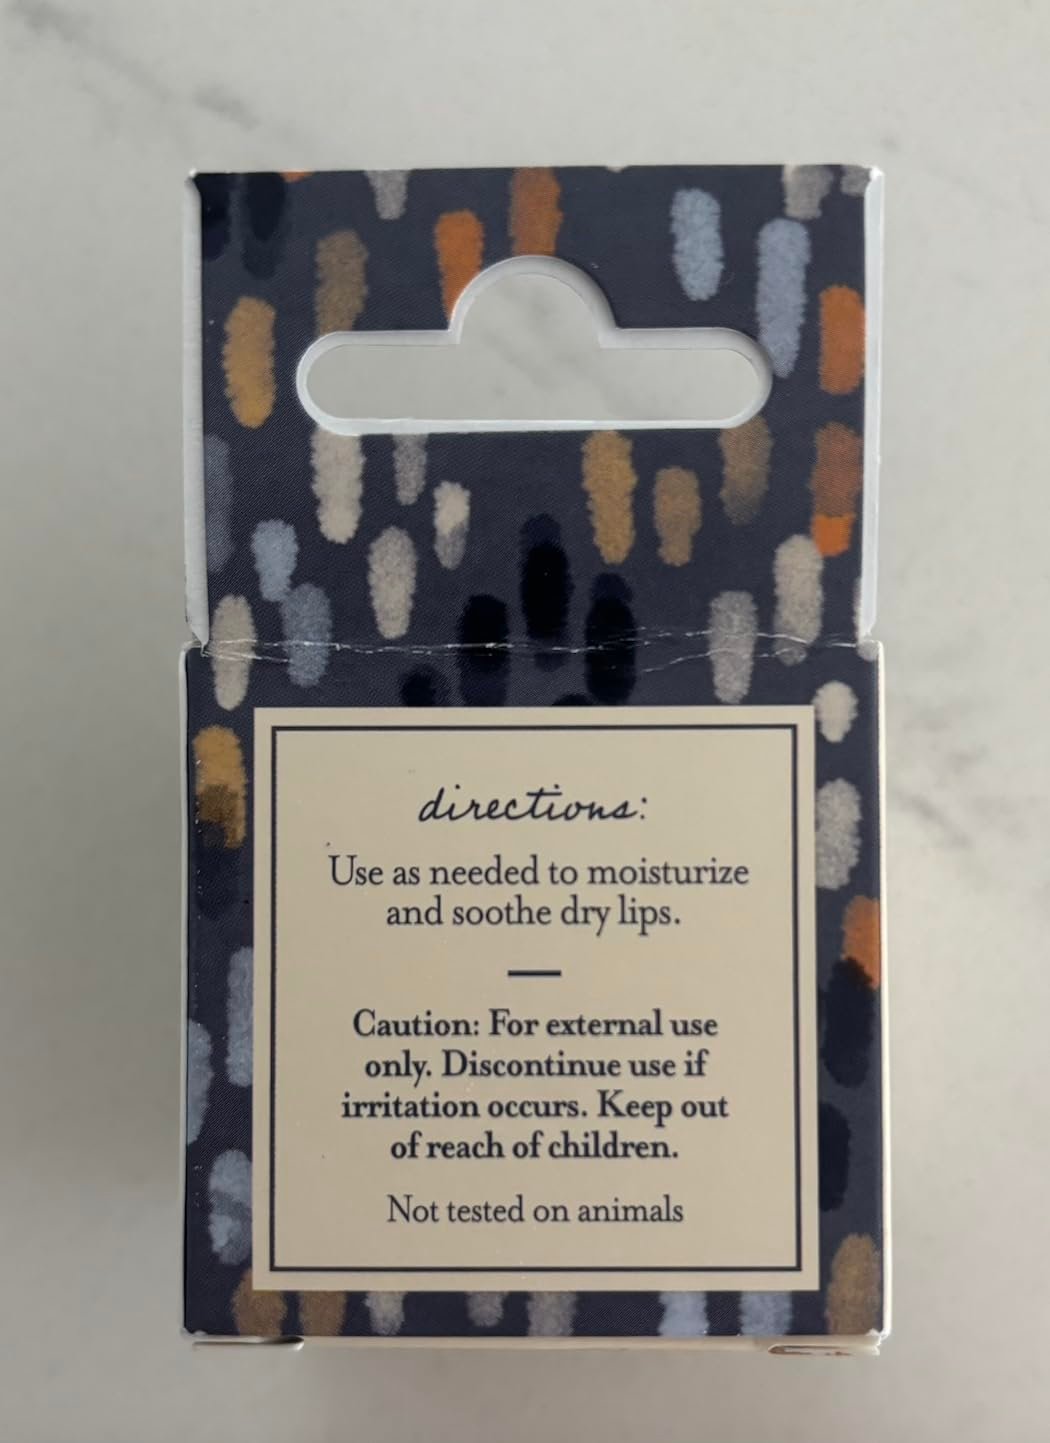 directions:
Use as needed to moisturize
and soothe dry lips.
Caution: For external use
only. Discontinue use if
irritation occurs. Keep out
of reach of children.
Not tested on animals